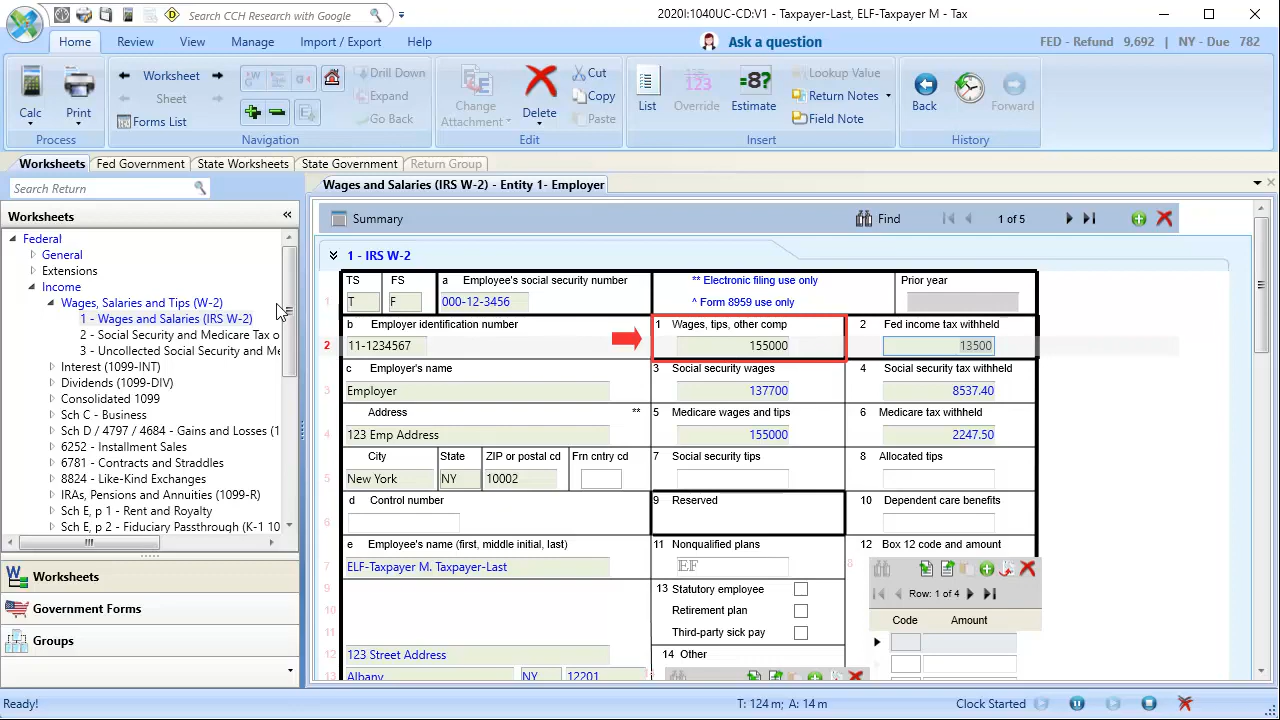 Search CCH Research with Google
2020I:1040UC-CD:V1 - Taxpayer-Last, ELF-Taxpayer M - Tax
Home Review View Manage Import / Export Help
Ask a question
FED - Refund 9,692 NY - Due 782
Calc Print
Process
Worksheet
Sheet
Forms List
Drill Down
Expand
Go Back
Navigation
Change Attachment
Delete
Cut
Copy
Paste
Edit
List
123
Override
=8?
Estimate
Lookup Value
Return Notes
Field Note
Insert
Back Forward
History
Worksheets Fed Government State Worksheets State Government Return Group
Search Return
Worksheets
Federal
General
Extensions
Income
Wages, Salaries and Tips (W-2)
1 - Wages and Salaries (IRS W-2)
2 - Social Security and Medicare Tax o
3 - Uncollected Social Security and Me
Interest (1099-INT)
Dividends (1099-DIV)
Consolidated 1099
Sch C - Business
Sch D / 4797 / 4684 - Gains and Losses (1
6252 - Installment Sales
6781 - Contracts and Straddles
8824 - Like-Kind Exchanges
IRAs, Pensions and Annuities (1099-R)
Sch E, p 1 - Rent and Royalty
Sch E, p 2 - Fiduciary Passthrough (K-1 10
Worksheets
Government Forms
Groups
Wages and Salaries (IRS W-2) - Entity 1- Employer
Summary Find 1 of 5
1 - IRS W-2
TS FS a Employee's social security number ** Electronic filing use only Prior year
1 T F 000-12-3456 ^ Form 8959 use only
b Employer identification number 1 Wages, tips, other comp 2 Fed income tax withheld
2 11-1234567 155000 13500
c Employer's name 3 Social security wages 4 Social security tax withheld
3 Employer 137700 8537.40
Address ** 5 Medicare wages and tips 6 Medicare tax withheld
4 123 Emp Address 155000 2247.50
City State ZIP or postal cd Frn cntry cd 7 Social security tips 8 Allocated tips
5 New York NY 10002
d Control number 9 Reserved 10 Dependent care benefits
6
e Employee's name (first, middle initial, last) 11 Nonqualified plans 12 Box 12 code and amount
7 ELF-Taxpayer M. Taxpayer-Last EF 8
9 13 Statutory employee Row: 1 of 4
10 Retirement plan Code Amount
11 Third-party sick pay
12 123 Street Address 14 Other
13 Albany NY 12201
Ready! T: 124 m; A: 14 m Clock Started